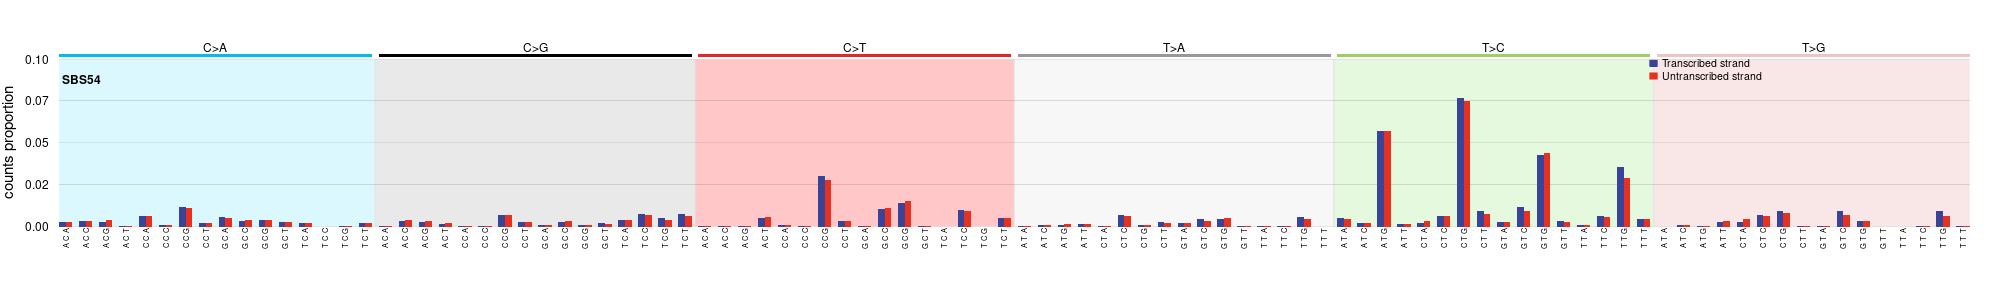 C>A C>G C>T T>A T>C T>G
0.10
SBS54
Transcribed strand
Untranscribed strand
0.07
0.05
0.02
0.00
counts proportion
ACA ACC ACG ACT CCA CCC CCG CCT GCA GCC GCG GCT TCA TCC TCG TCT ACA ACC ACG ACT CCA CCC CCG CCT GCA GCC GCG GCT TCA TCC TCG TCT ACA ACC ACG ACT CCA CCC CCG CCT GCA GCC GCG GCT TCA TCC TCG TCT ATA ATC ATG ATT CTA CTC CTG CTT GTA GTC GTG GTT TTA TTC TTG TTT ATA ATC ATG ATT CTA CTC CTG CTT GTA GTC GTG GTT TTA TTC TTG TTT ATA ATC ATG ATT CTA CTC CTG CTT GTA GTC GTG GTT TTA TTC TTG TTT